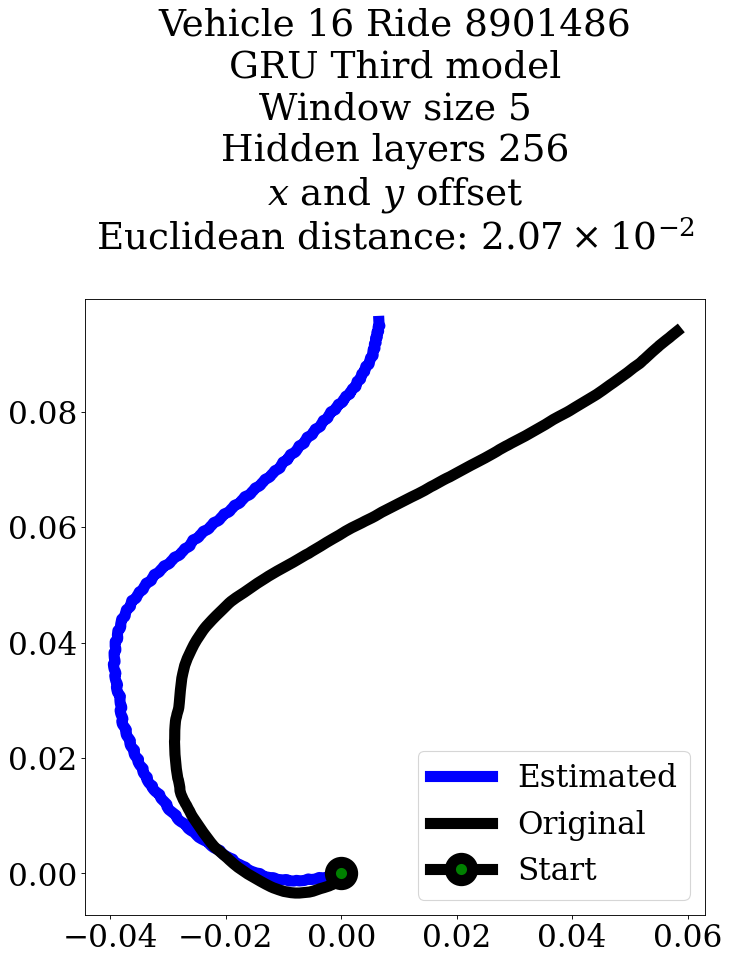 Vehicle 16 Ride 8901486
GRU Third model
Window size 5
Hidden layers 256
x and y offset
Euclidean distance: 2.07 × 10⁻²
0.08
0.06
0.04
0.02
0.00
Estimated
Original
Start
−0.04 −0.02 0.00 0.02 0.04 0.06